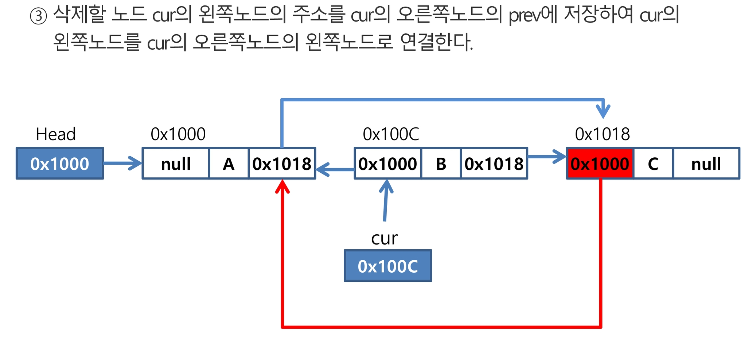 ③ 삭제할 노드 cur의 왼쪽노드의 주소를 cur의 오른쪽노드의 prev에 저장하여 cur의
왼쪽노드를 cur의 오른쪽노드의 왼쪽노드로 연결한다.
Head 0x1000 0x100C 0x1018
0x1000 null A 0x1018 0x1000 B 0x1018 0x1000 C null
cur
0x100C